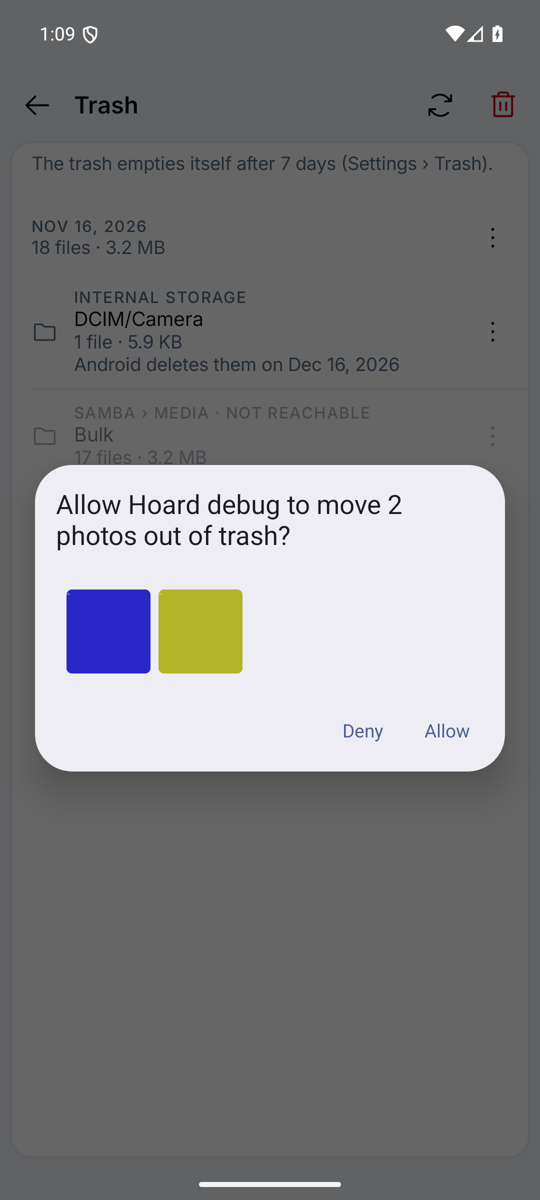 1:09
Trash
The trash empties itself after 7 days (Settings › Trash).
NOV 16, 2026
18 files · 3.2 MB
INTERNAL STORAGE
DCIM/Camera
1 file · 5.9 KB
Android deletes them on Dec 16, 2026
SAMBA › MEDIA · NOT REACHABLE
Bulk
17 files · 3.2 MB
Allow Hoard debug to move 2
photos out of trash?
Deny
Allow